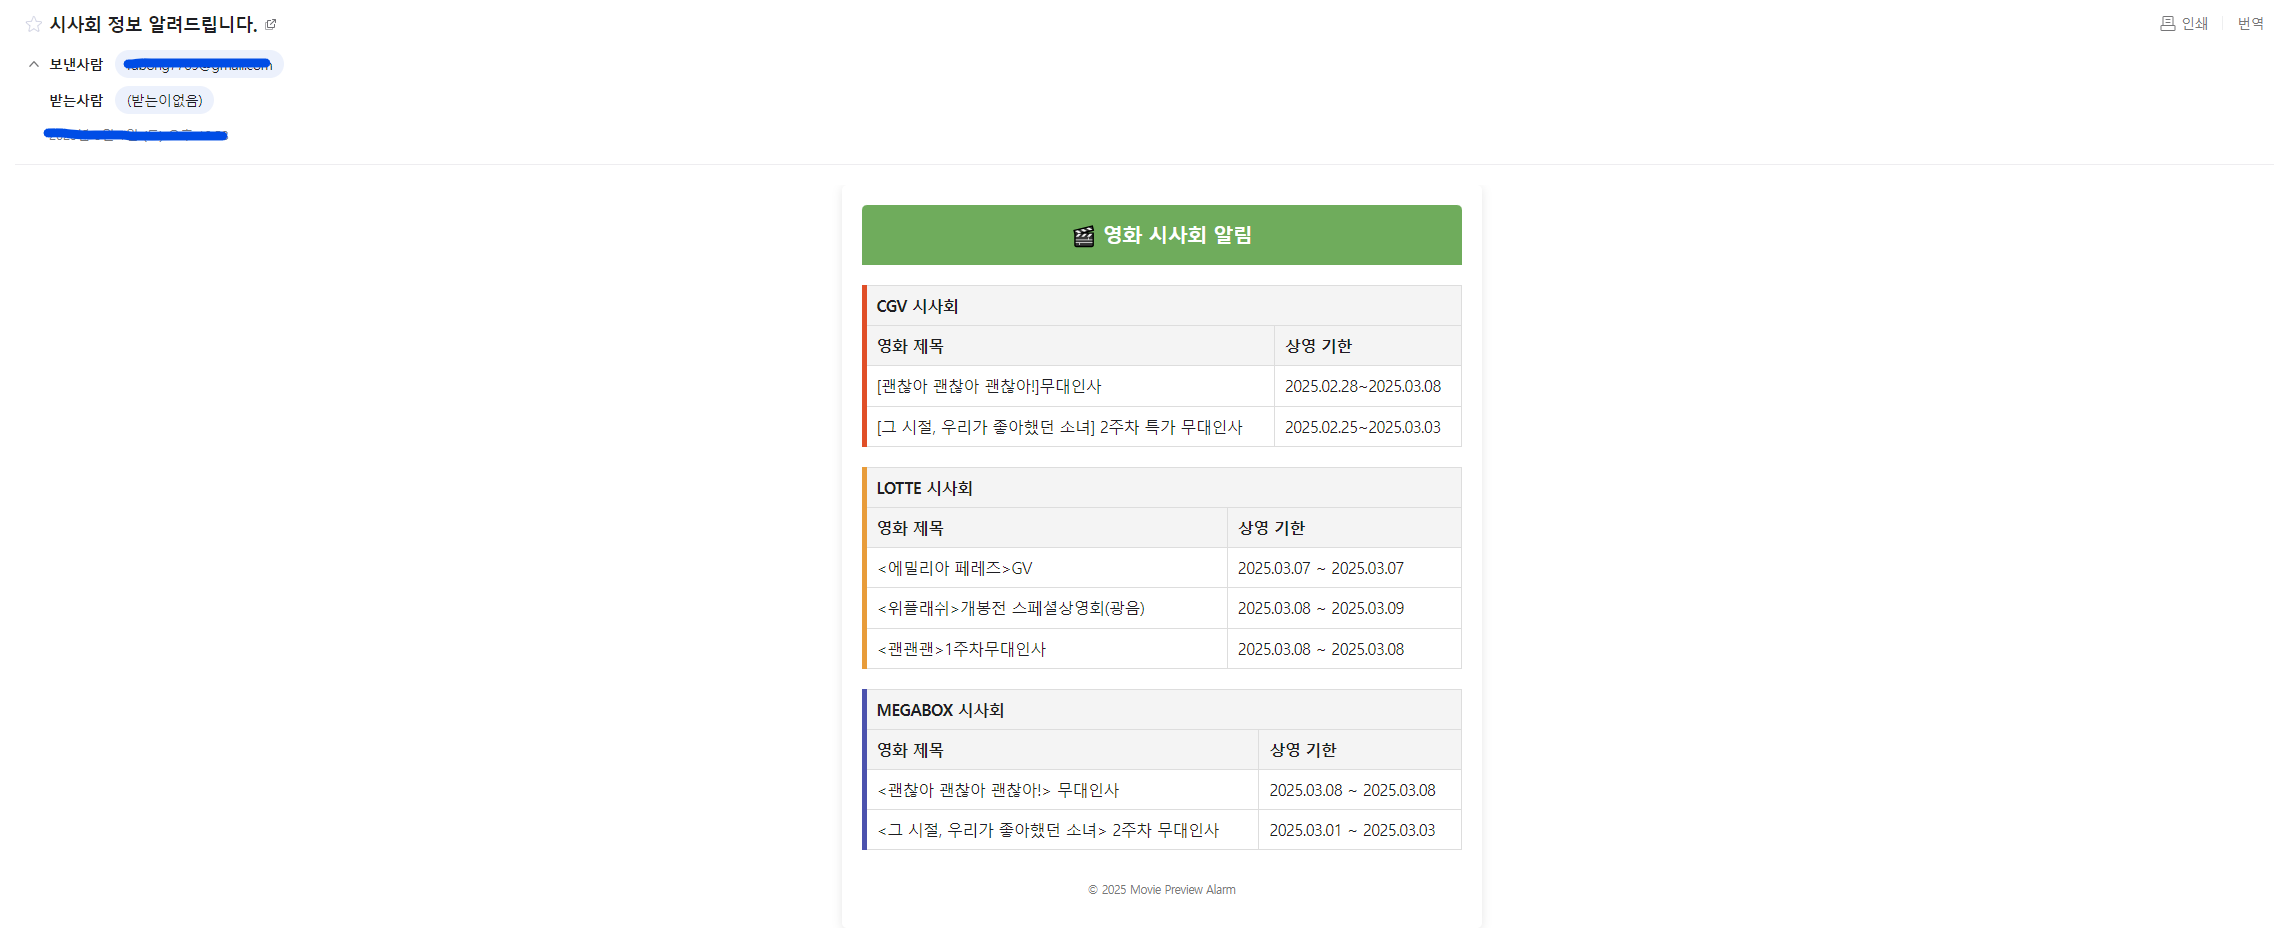 시사회 정보 알려드립니다.
인쇄
번역
보낸사람
받는사람 (받는이없음)
🎬 영화 시사회 알림
CGV 시사회
영화 제목 상영 기한
[괜찮아 괜찮아 괜찮아!]무대인사 2025.02.28~2025.03.08
[그 시절, 우리가 좋아했던 소녀] 2주차 특가 무대인사 2025.02.25~2025.03.03
LOTTE 시사회
영화 제목 상영 기한
<에밀리아 페레즈>GV 2025.03.07 ~ 2025.03.07
<위플래쉬>개봉전 스페셜상영회(광음) 2025.03.08 ~ 2025.03.09
<괜괜괜>1주차무대인사 2025.03.08 ~ 2025.03.08
MEGABOX 시사회
영화 제목 상영 기한
<괜찮아 괜찮아 괜찮아!> 무대인사 2025.03.08 ~ 2025.03.08
<그 시절, 우리가 좋아했던 소녀> 2주차 무대인사 2025.03.01 ~ 2025.03.03
© 2025 Movie Preview Alarm